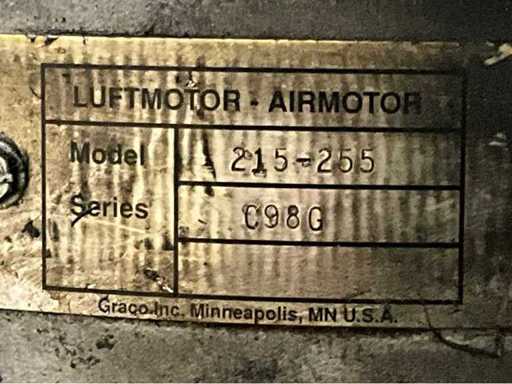 LUFTMOTOR - AIRMOTOR
Model 215-255
Series C98G
Graco Inc. Minneapolis, MN U.S.A.